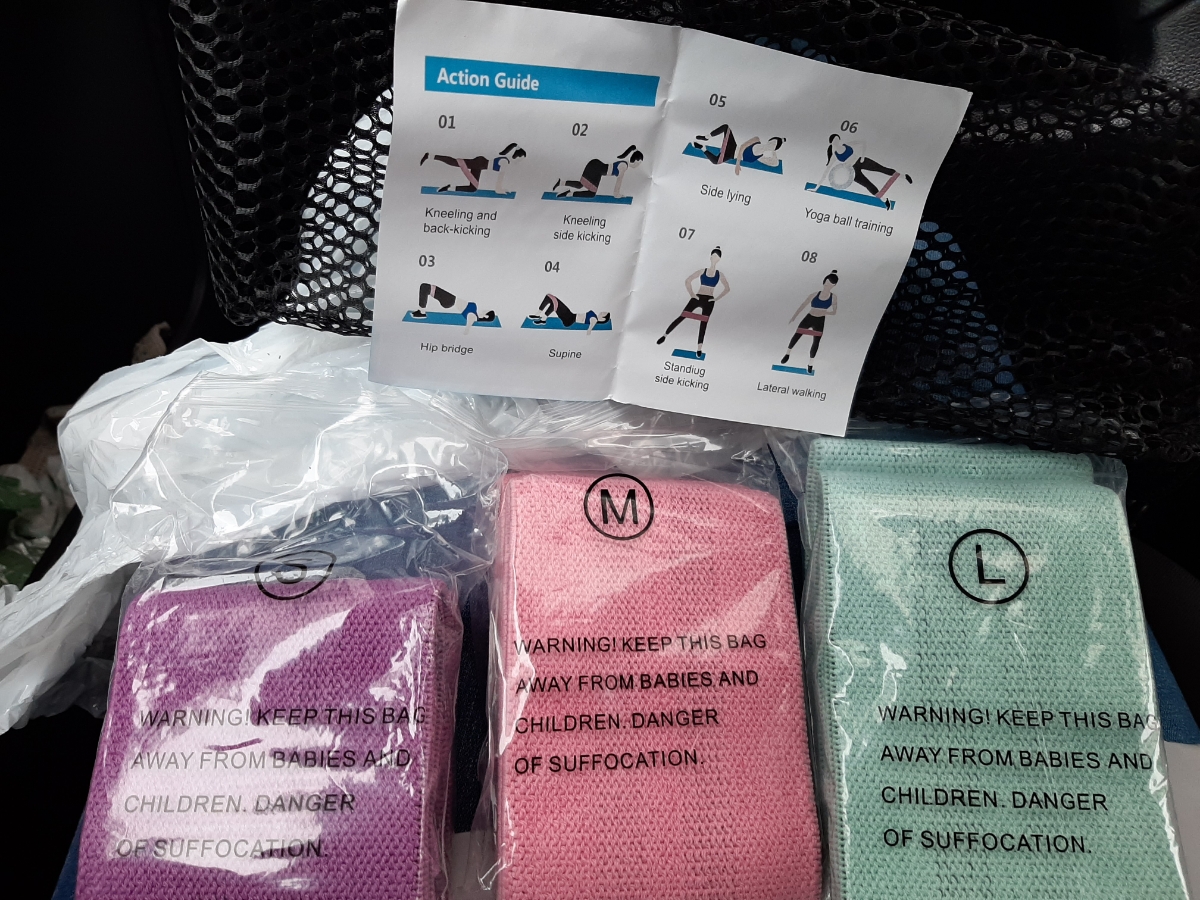 Action Guide
01
Kneeling and
back-kicking
02
Kneeling
side kicking
03
Hip bridge
04
Supine
05
Side lying
06
Yoga ball training
07
Standiug
side kicking
08
Lateral walking
S
WARNING! KEEP THIS BAG
AWAY FROM BABIES AND
CHILDREN. DANGER
OF SUFFOCATION.
M
WARNING! KEEP THIS BAG
AWAY FROM BABIES AND
CHILDREN. DANGER
OF SUFFOCATION.
L
WARNING! KEEP THIS BAG
AWAY FROM BABIES AND
CHILDREN. DANGER
OF SUFFOCATION.